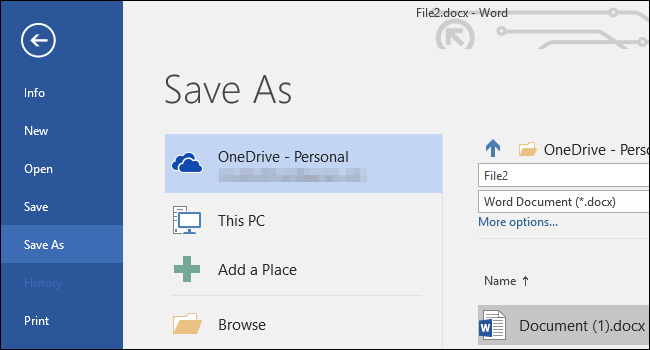 File2.docx - Word
Info
New
Open
Save
Save As
History
Print
Save As
OneDrive - Personal
This PC
Add a Place
Browse
OneDrive - Perso
File2
Word Document (*.docx)
More options...
Name ↑
Document (1).docx